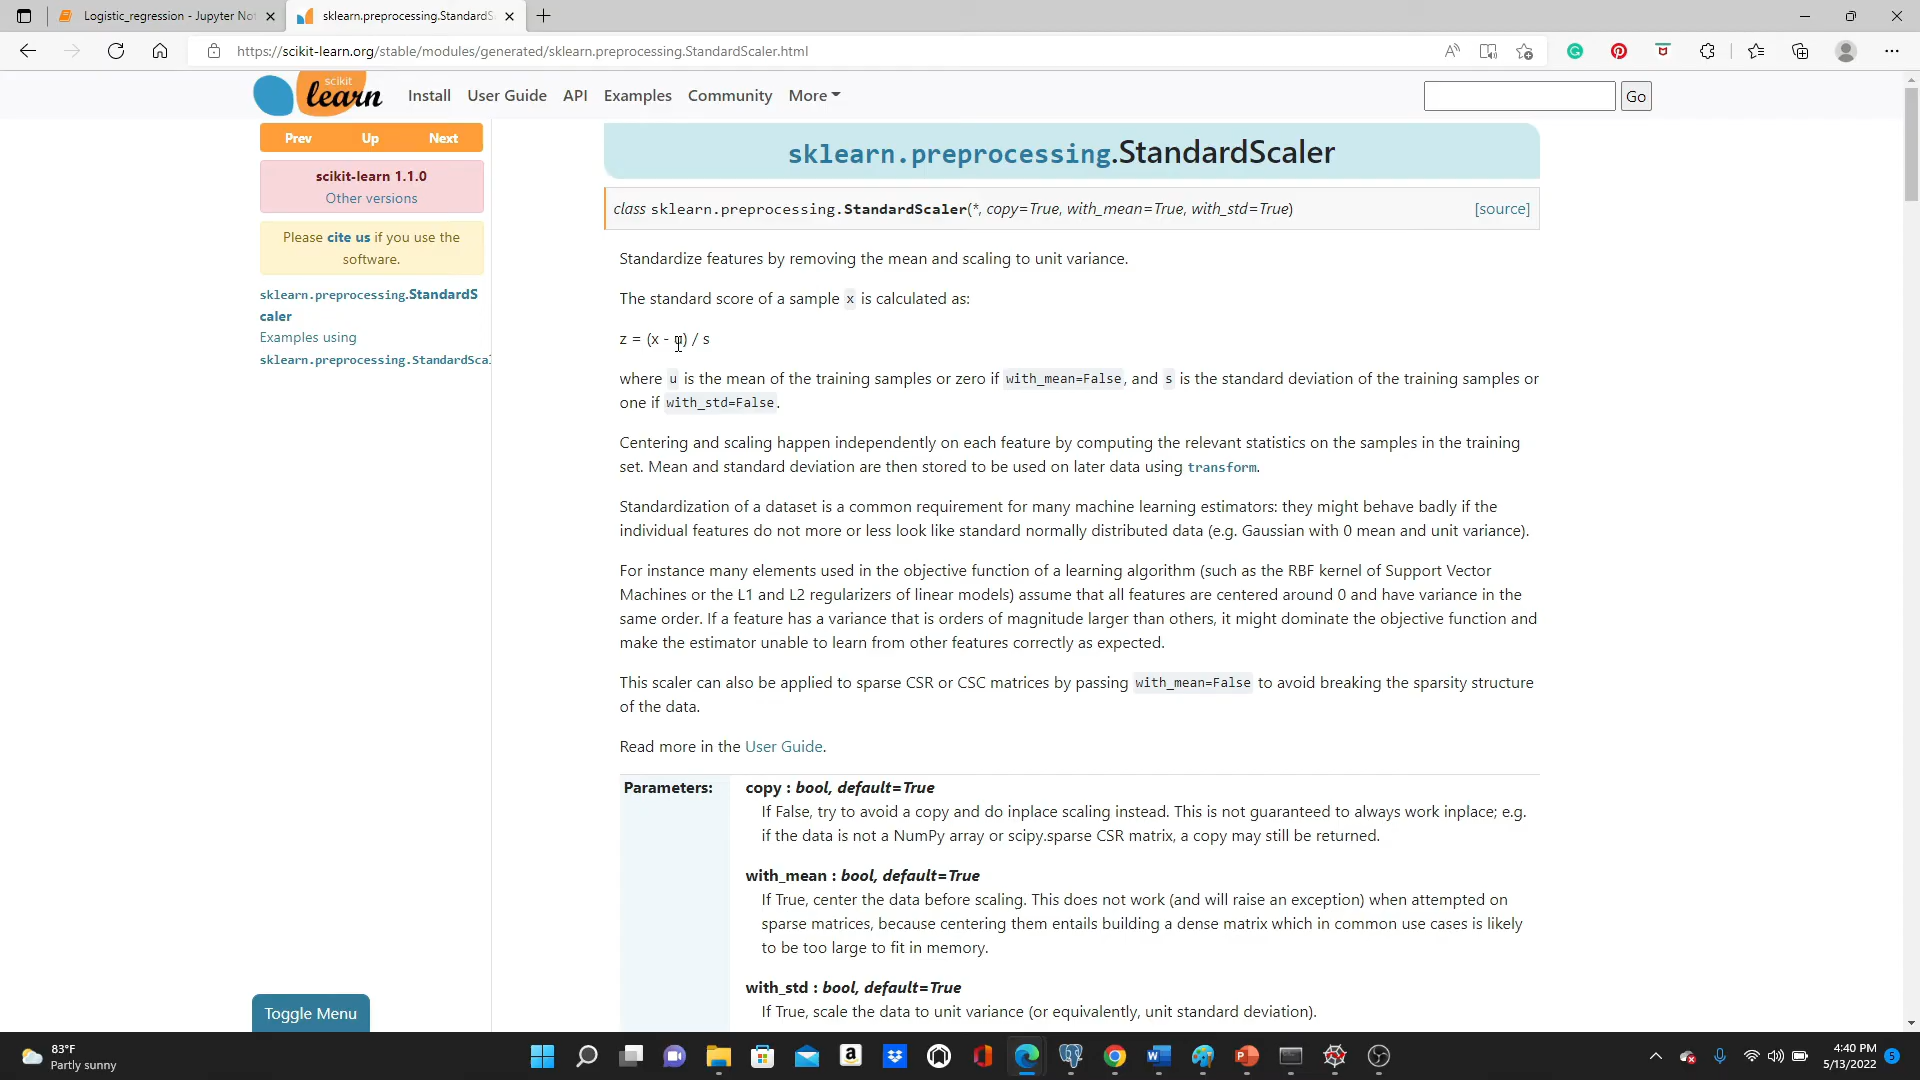 Logistic_regression - Jupyter Not
sklearn.preprocessing.StandardS
https://scikit-learn.org/stable/modules/generated/sklearn.preprocessing.StandardScaler.html
scikit
learn
Install User Guide API Examples Community More
Go
Prev Up Next
scikit-learn 1.1.0
Other versions
Please cite us if you use the
software.
sklearn.preprocessing.StandardS
caler
Examples using
sklearn.preprocessing.StandardScal
sklearn.preprocessing.StandardScaler
class sklearn.preprocessing.StandardScaler(*, copy=True, with_mean=True, with_std=True) [source]
Standardize features by removing the mean and scaling to unit variance.
The standard score of a sample x is calculated as:
z = (x - u) / s
where u is the mean of the training samples or zero if with_mean=False, and s is the standard deviation of the training samples or
one if with_std=False.
Centering and scaling happen independently on each feature by computing the relevant statistics on the samples in the training
set. Mean and standard deviation are then stored to be used on later data using transform.
Standardization of a dataset is a common requirement for many machine learning estimators: they might behave badly if the
individual features do not more or less look like standard normally distributed data (e.g. Gaussian with 0 mean and unit variance).
For instance many elements used in the objective function of a learning algorithm (such as the RBF kernel of Support Vector
Machines or the L1 and L2 regularizers of linear models) assume that all features are centered around 0 and have variance in the
same order. If a feature has a variance that is orders of magnitude larger than others, it might dominate the objective function and
make the estimator unable to learn from other features correctly as expected.
This scaler can also be applied to sparse CSR or CSC matrices by passing with_mean=False to avoid breaking the sparsity structure
of the data.
Read more in the User Guide.
Parameters:
copy : bool, default=True
If False, try to avoid a copy and do inplace scaling instead. This is not guaranteed to always work inplace; e.g.
if the data is not a NumPy array or scipy.sparse CSR matrix, a copy may still be returned.
with_mean : bool, default=True
If True, center the data before scaling. This does not work (and will raise an exception) when attempted on
sparse matrices, because centering them entails building a dense matrix which in common use cases is likely
to be too large to fit in memory.
with_std : bool, default=True
If True, scale the data to unit variance (or equivalently, unit standard deviation).
Toggle Menu
83°F
Partly sunny
4:40 PM
5/13/2022
5